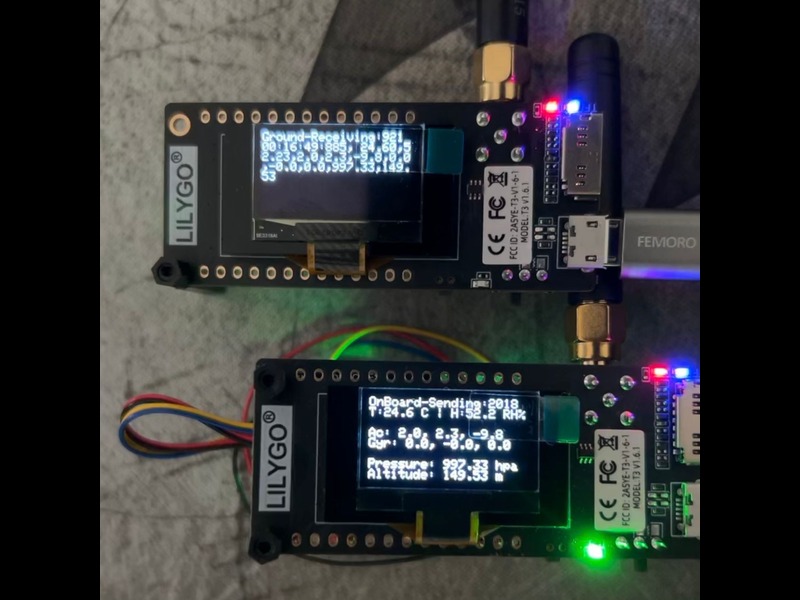 LILYGO®
Ground-Receiving:921
00:16:49:885, 24.60,5
2.23,2.0,2.3,-9.8,0.0
,-0.0,0.0,997.33,149.
53
FCC ID: 2ASYE-T3-V1-6-1
MODEL:T3 V1.6.1
CE FC
FEMORO
LILYGO®
OnBoard-Sending:2018
T:24.6 C | H:52.2 RH%
Ac: 2.0, 2.3, -9.8
Gyr: 0.0, -0.0, 0.0
Pressure: 997.33 hpa
Altitude: 149.53 m
CE FC
FCC ID: 2ASYE-T3-V1-6-1
MODEL:T3 V1.6.1